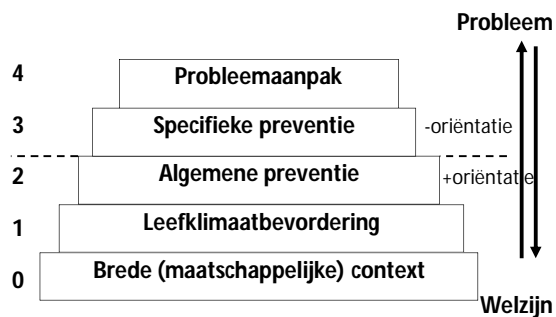 Probleem
4 Probleemaanpak
3 Specifieke preventie -oriëntatie
2 Algemene preventie +oriëntatie
1 Leefklimaatbevordering
0 Brede (maatschappelijke) context
Welzijn